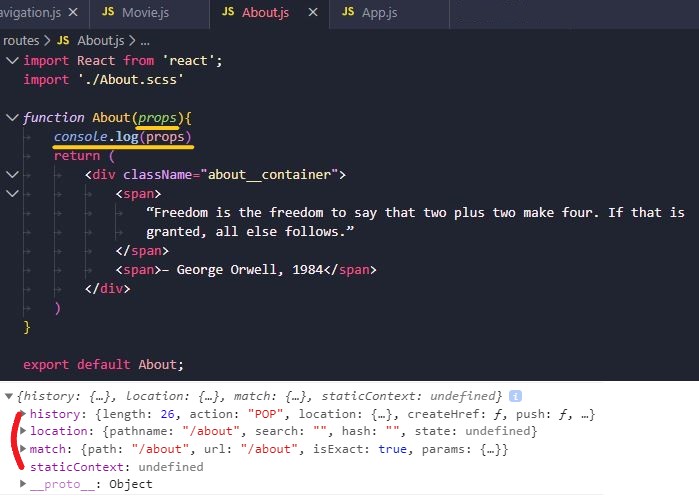 avigation.js × JS Movie.js JS About.js × JS App.js
routes > JS About.js > ...
import React from 'react';
import './About.scss'
function About(props){
console.log(props)
return (
<div className="about__container">
<span>
“Freedom is the freedom to say that two plus two make four. If that is
granted, all else follows.”
</span>
<span>– George Orwell, 1984</span>
</div>
)
}
export default About;
{history: {…}, location: {…}, match: {…}, staticContext: undefined} i
history: {length: 26, action: "POP", location: {…}, createHref: ƒ, push: ƒ, …}
location: {pathname: "/about", search: "", hash: "", state: undefined}
match: {path: "/about", url: "/about", isExact: true, params: {…}}
staticContext: undefined
__proto__: Object